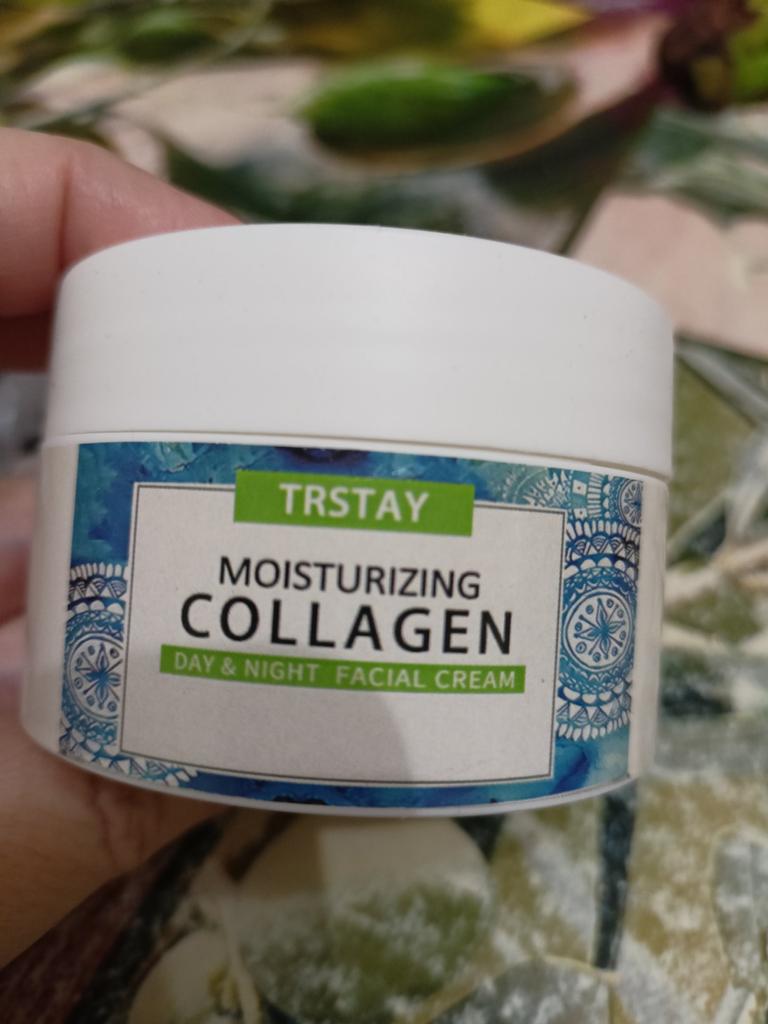 TRSTAY
MOISTURIZING
COLLAGEN
DAY & NIGHT FACIAL CREAM